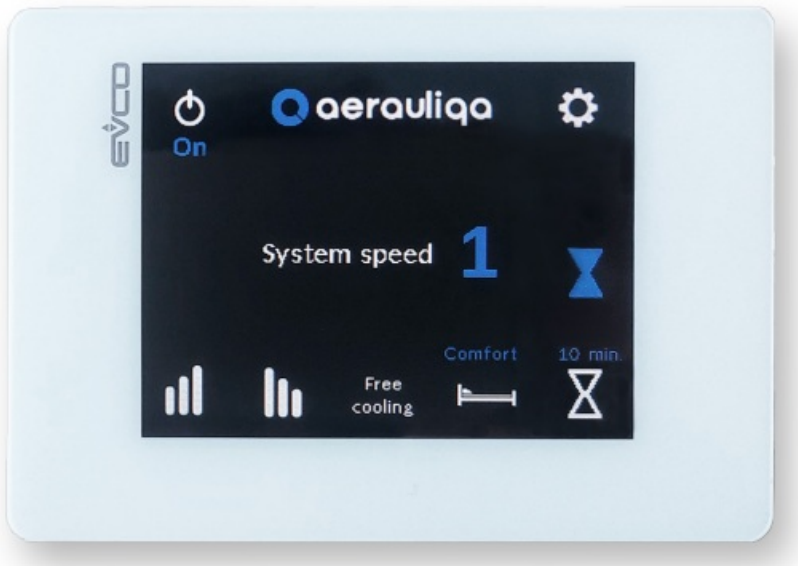 EVCO
aerauliqa
On
System speed 1
Comfort 10 min.
Free
cooling